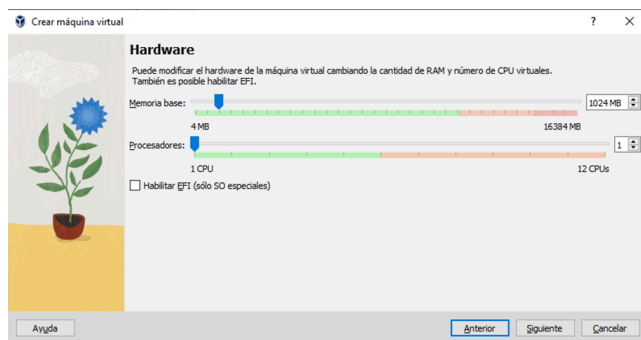 Crear máquina virtual
Hardware
Puede modificar el hardware de la máquina virtual cambiando la cantidad de RAM y número de CPU virtuales.
También es posible habilitar EFI.
Memoria base: 1024 MB
4 MB 16384 MB
Procesadores: 1
1 CPU 12 CPUs
Habilitar EFI (sólo SO especiales)
Ayuda Anterior Siguiente Cancelar